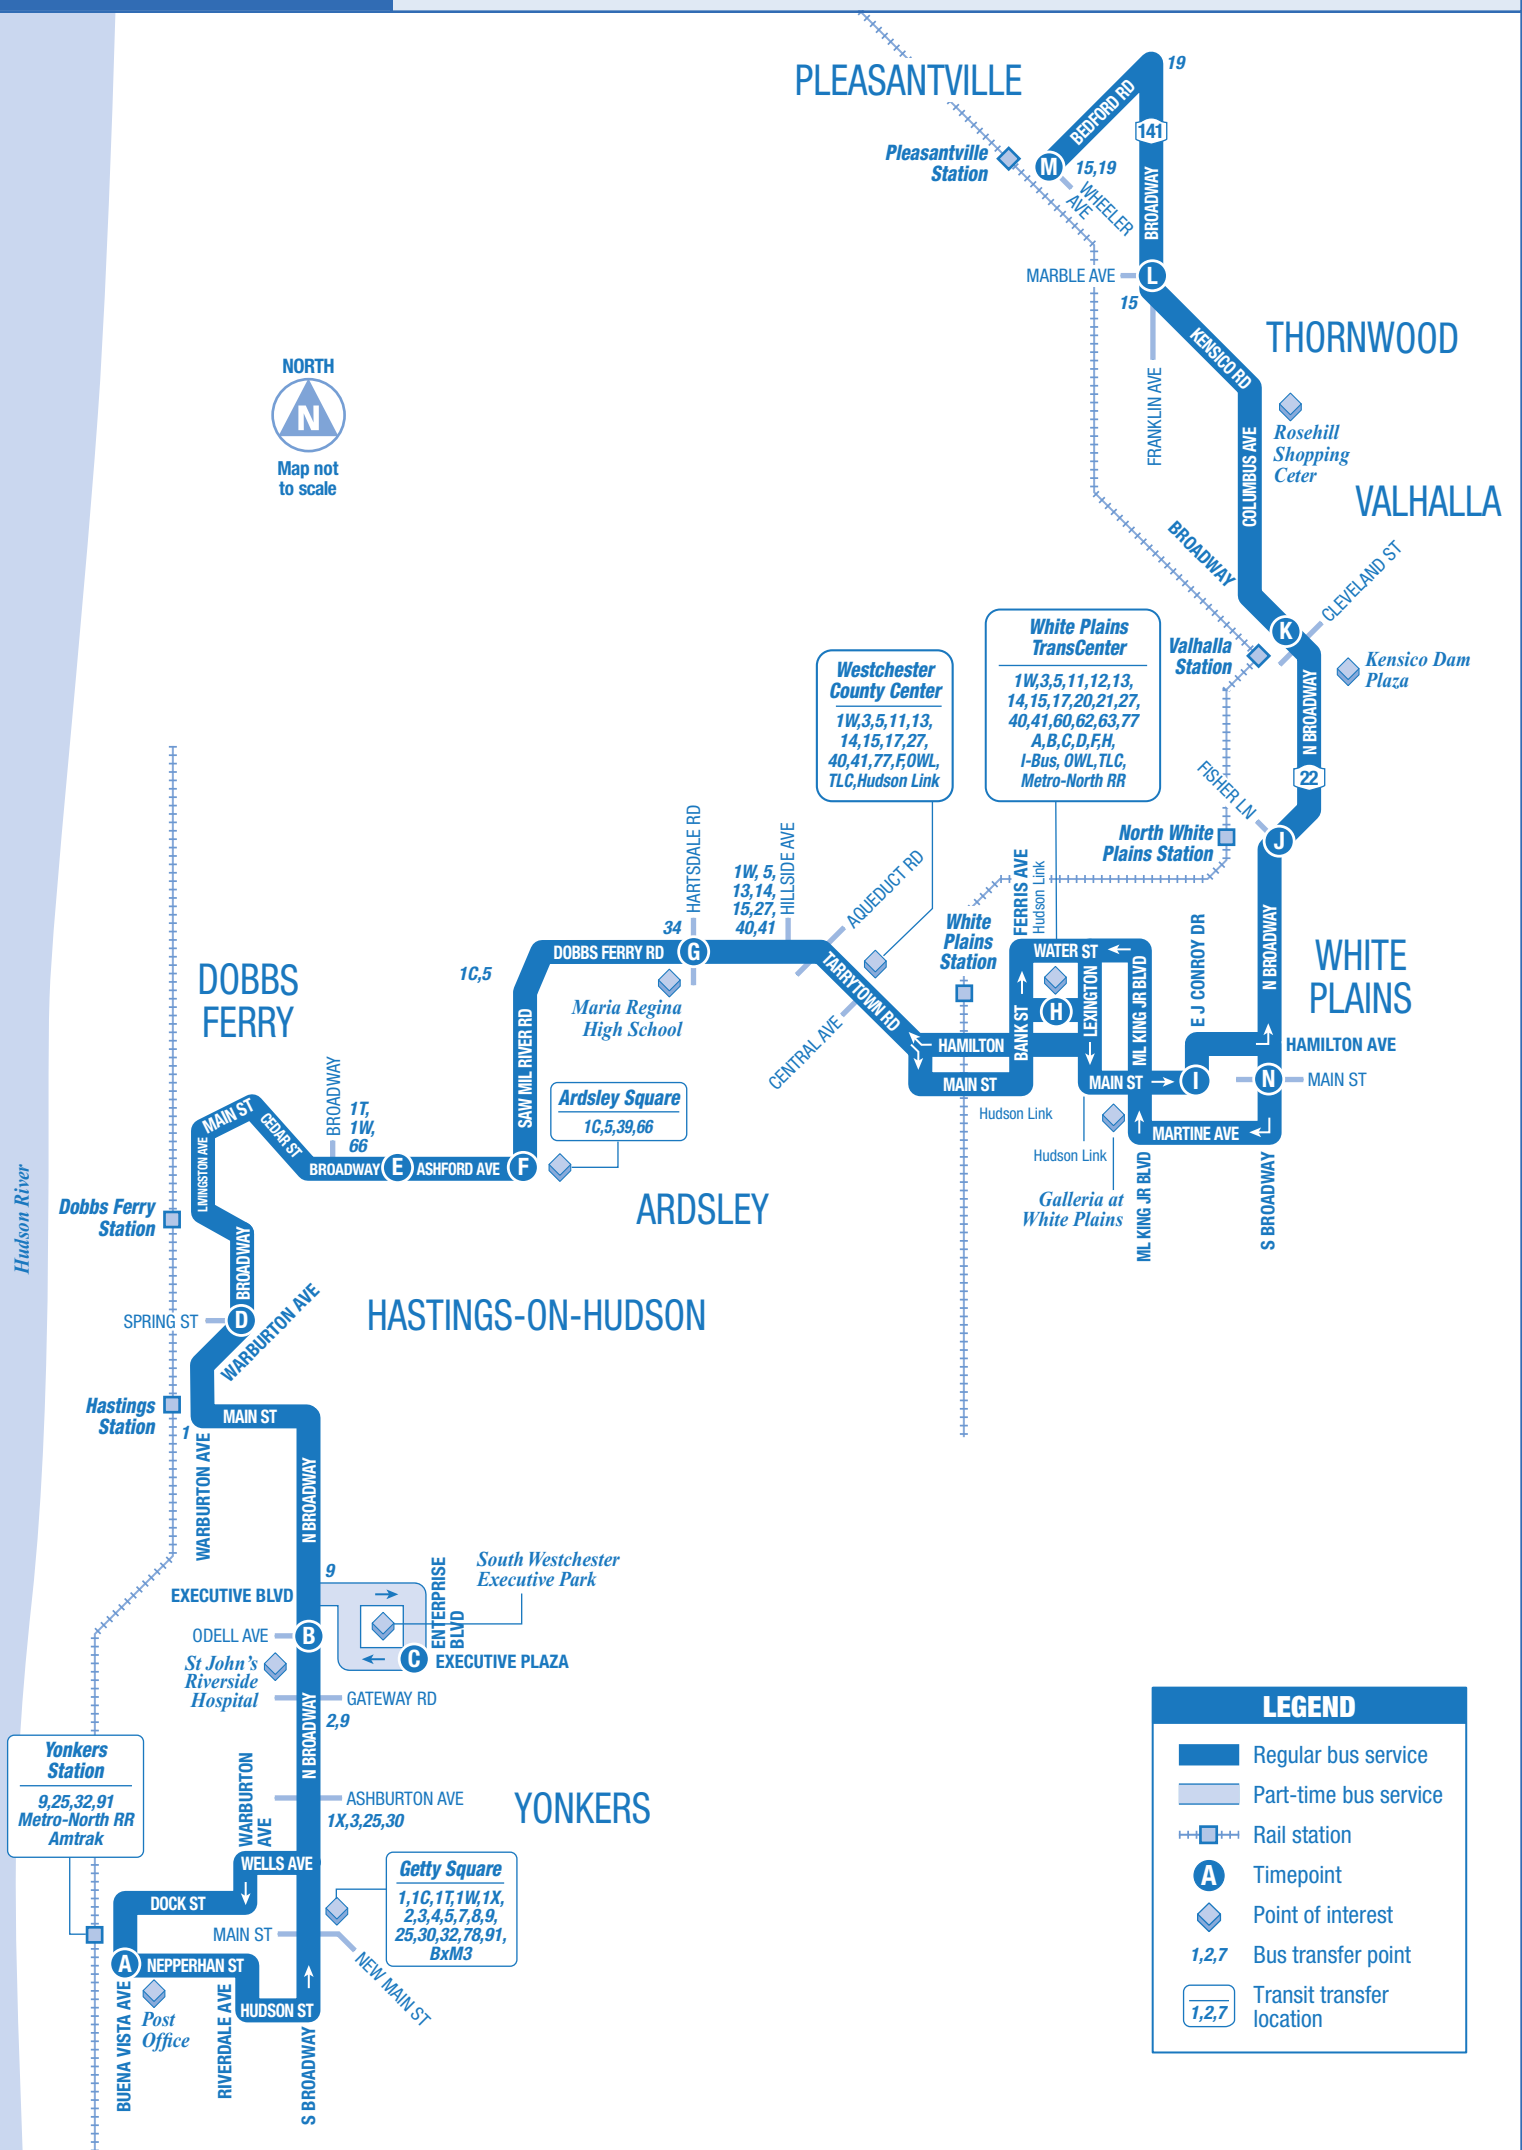 PLEASANTVILLE
19
BEDFORD RD
141
Pleasantville
Station
M
15,19
WHEELER
AVE
BROADWAY
MARBLE AVE
L
15
KENSICO RD
THORNWOOD
FRANKLIN AVE
NORTH
N
Map not
to scale
Rosehill
Shopping
Ceter
COLUMBUS AVE
VALHALLA
BROADWAY
CLEVELAND ST
K
Valhalla
Station
Kensico Dam
Plaza
N BROADWAY
22
FISHER LN
J
North White
Plains Station
White Plains
TransCenter
1W,3,5,11,12,13,
14,15,17,20,21,27,
40,41,60,62,63,77
A,B,C,D,F,H,
I-Bus, OWL,TLC,
Metro-North RR
Westchester
County Center
1W,3,5,11,13,
14,15,17,27,
40,41,77,F,OWL,
TLC,Hudson Link
HARTSDALE RD
1W, 5,
13,14,
15,27,
40,41
HILLSIDE AVE
AQUEDUCT RD
34
DOBBS FERRY RD
G
1C,5
Maria Regina
High School
TARRYTOWN RD
CENTRAL AVE
White
Plains
Station
FERRIS AVE
Hudson Link
WATER ST
H
BANK ST
LEXINGTON
ML KING JR BLVD
HAMILTON
MAIN ST
Hudson Link
MAIN ST
I
E J CONROY DR
N BROADWAY
WHITE
PLAINS
HAMILTON AVE
N
MAIN ST
MARTINE AVE
Hudson Link
Galleria at
White Plains
ML KING JR BLVD
S BROADWAY
DOBBS
FERRY
SAW MIL RIVER RD
Ardsley Square
1C,5,39,66
F
ASHFORD AVE
E
BROADWAY
BROADWAY
1T,
1W,
66
CEDAR ST
MAIN ST
LIVINGSTON AVE
ARDSLEY
Hudson River
Dobbs Ferry
Station
BROADWAY
SPRING ST
D
WARBURTON AVE
HASTINGS-ON-HUDSON
Hastings
Station
1
MAIN ST
WARBURTON AVE
N BROADWAY
9
EXECUTIVE BLVD
ENTERPRISE
BLVD
South Westchester
Executive Park
ODELL AVE
B
C
EXECUTIVE PLAZA
St John's
Riverside
Hospital
GATEWAY RD
2,9
N BROADWAY
Yonkers
Station
9,25,32,91
Metro-North RR
Amtrak
WARBURTON
AVE
ASHBURTON AVE
1X,3,25,30
YONKERS
WELLS AVE
DOCK ST
Getty Square
1,1C,1T,1W,1X,
2,3,4,5,7,8,9,
25,30,32,78,91,
BxM3
MAIN ST
NEW MAIN ST
A
NEPPERHAN ST
HUDSON ST
Post
Office
BUENA VISTA AVE
RIVERDALE AVE
S BROADWAY
LEGEND
Regular bus service
Part-time bus service
Rail station
A
Timepoint
Point of interest
1,2,7
Bus transfer point
1,2,7
Transit transfer
location